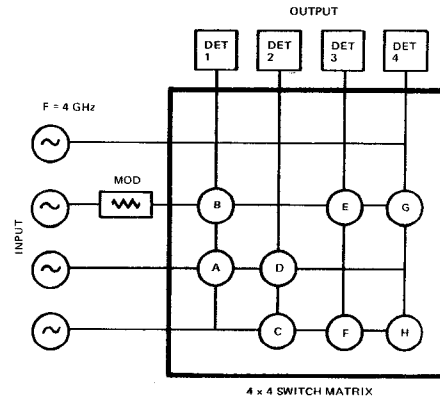 OUTPUT
DET 1
DET 2
DET 3
DET 4
F = 4 GHz
MOD
INPUT
B
E
G
A
D
C
F
H
4 x 4 SWITCH MATRIX